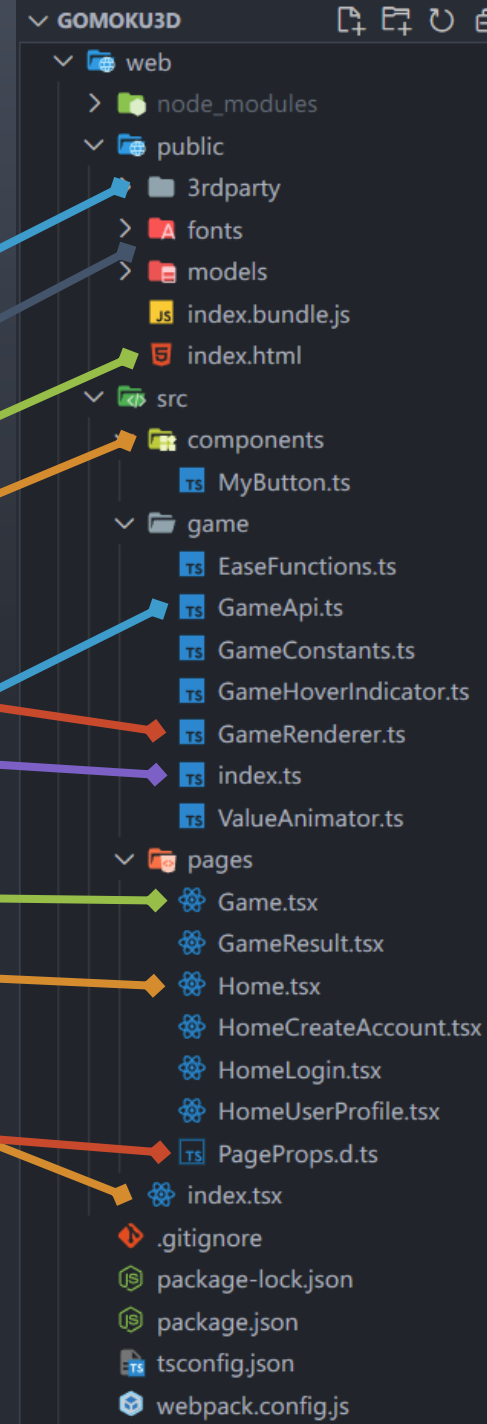 GOMOKU3D
web
node_modules
public
3rdparty
fonts
models
index.bundle.js
index.html
src
components
MyButton.ts
game
EaseFunctions.ts
GameApi.ts
GameConstants.ts
GameHoverIndicator.ts
GameRenderer.ts
index.ts
ValueAnimator.ts
pages
Game.tsx
GameResult.tsx
Home.tsx
HomeCreateAccount.tsx
HomeLogin.tsx
HomeUserProfile.tsx
PageProps.d.ts
index.tsx
.gitignore
package-lock.json
package.json
tsconfig.json
webpack.config.js